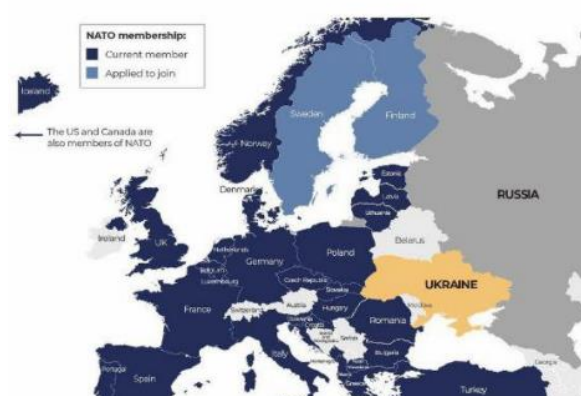 NATO membership:
Current member
Applied to join
Iceland
The US and Canada are
also members of NATO
Sweden
Finland
Norway
RUSSIA
Denmark
Estonia
Latvia
Lithuania
Ireland
UK
Netherlands
Belarus
Poland
Germany
Belgium
Luxembourg
UKRAINE
Czech Republic
Slovakia
France
Austria
Switzerland
Hungary
Moldova
Slovenia
Croatia
Romania
Italy
Serbia
Bulgaria
Georgia
Portugal
Spain
Greece
Turkey